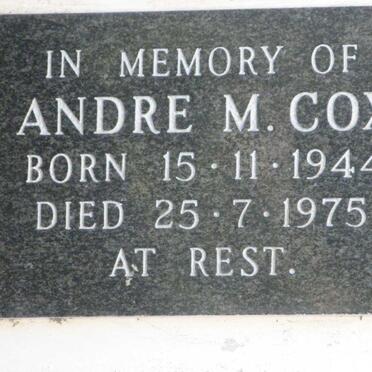 IN MEMORY OF
ANDRE M. COX
BORN 15·11·1944
DIED 25·7·1975
AT REST.